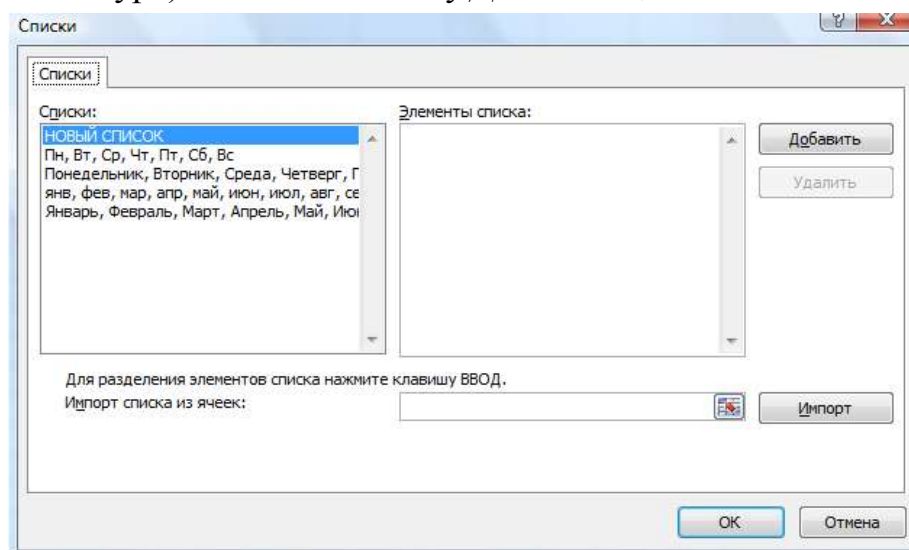 Списки
Списки
Списки:
Элементы списка:
НОВЫЙ СПИСОК
Пн, Вт, Ср, Чт, Пт, Сб, Вс
Понедельник, Вторник, Среда, Четверг, П
янв, фев, мар, апр, май, июн, июл, авг, се
Январь, Февраль, Март, Апрель, Май, Ию
Добавить
Удалить
Для разделения элементов списка нажмите клавишу ВВОД.
Импорт списка из ячеек:
Импорт
ОК
Отмена